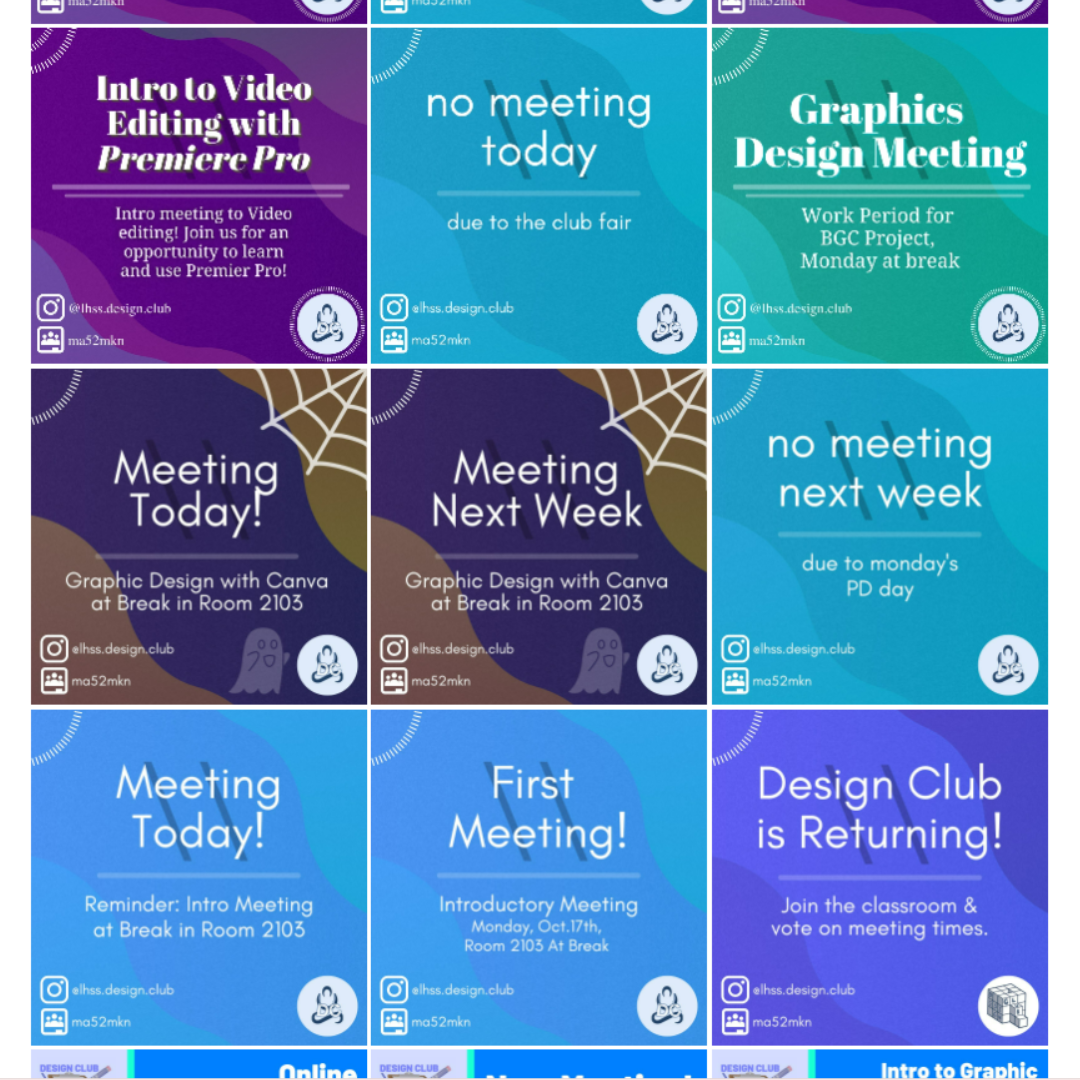 ma52mkn
ma52mkn
ma52mkn
Intro to Video
Editing with
Premiere Pro
Intro meeting to Video
editing! Join us for an
opportunity to learn
and use Premier Pro!
@lhss.design.club
ma52mkn
no meeting
today
due to the club fair
@lhss.design.club
ma52mkn
Graphics
Design Meeting
Work Period for
BGC Project,
Monday at break
@lhss.design.club
ma52mkn
Meeting
Today!
Graphic Design with Canva
at Break in Room 2103
@lhss.design.club
ma52mkn
Meeting
Next Week
Graphic Design with Canva
at Break in Room 2103
@lhss.design.club
ma52mkn
no meeting
next week
due to monday's
PD day
@lhss.design.club
ma52mkn
Meeting
Today!
Reminder: Intro Meeting
at Break in Room 2103
@lhss.design.club
ma52mkn
First
Meeting!
Introductory Meeting
Monday, Oct.17th,
Room 2103 At Break
@lhss.design.club
ma52mkn
Design Club
is Returning!
Join the classroom &
vote on meeting times.
@lhss.design.club
ma52mkn
DESIGN CLUB
Online
DESIGN CLUB
DESIGN CLUB
Intro to Graphic